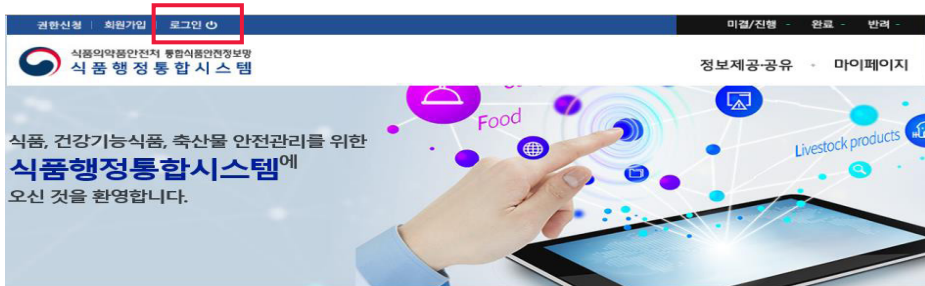 권한신청 회원가입 로그인
미결/진행 - 완료 - 반려 -
식품의약품안전처 통합식품안전정보망
식품행정통합시스템
정보제공·공유 · 마이페이지
Food
Livestock products
식품, 건강기능식품, 축산물 안전관리를 위한
식품행정통합시스템에
오신 것을 환영합니다.